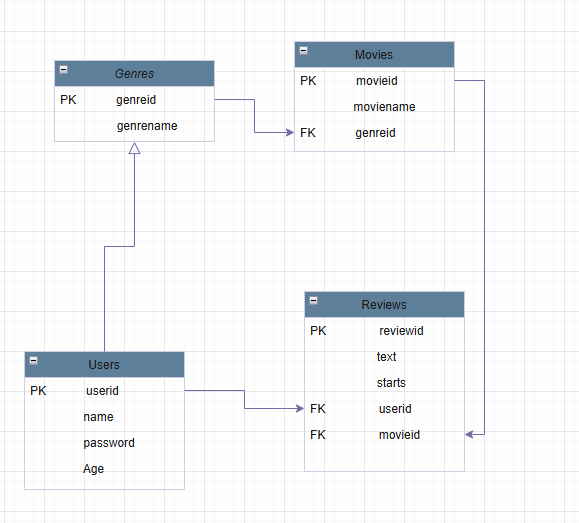 Genres
PK genreid
genrename
Movies
PK movieid
moviename
FK genreid
Reviews
PK reviewid
text
starts
FK userid
FK movieid
Users
PK userid
name
password
Age